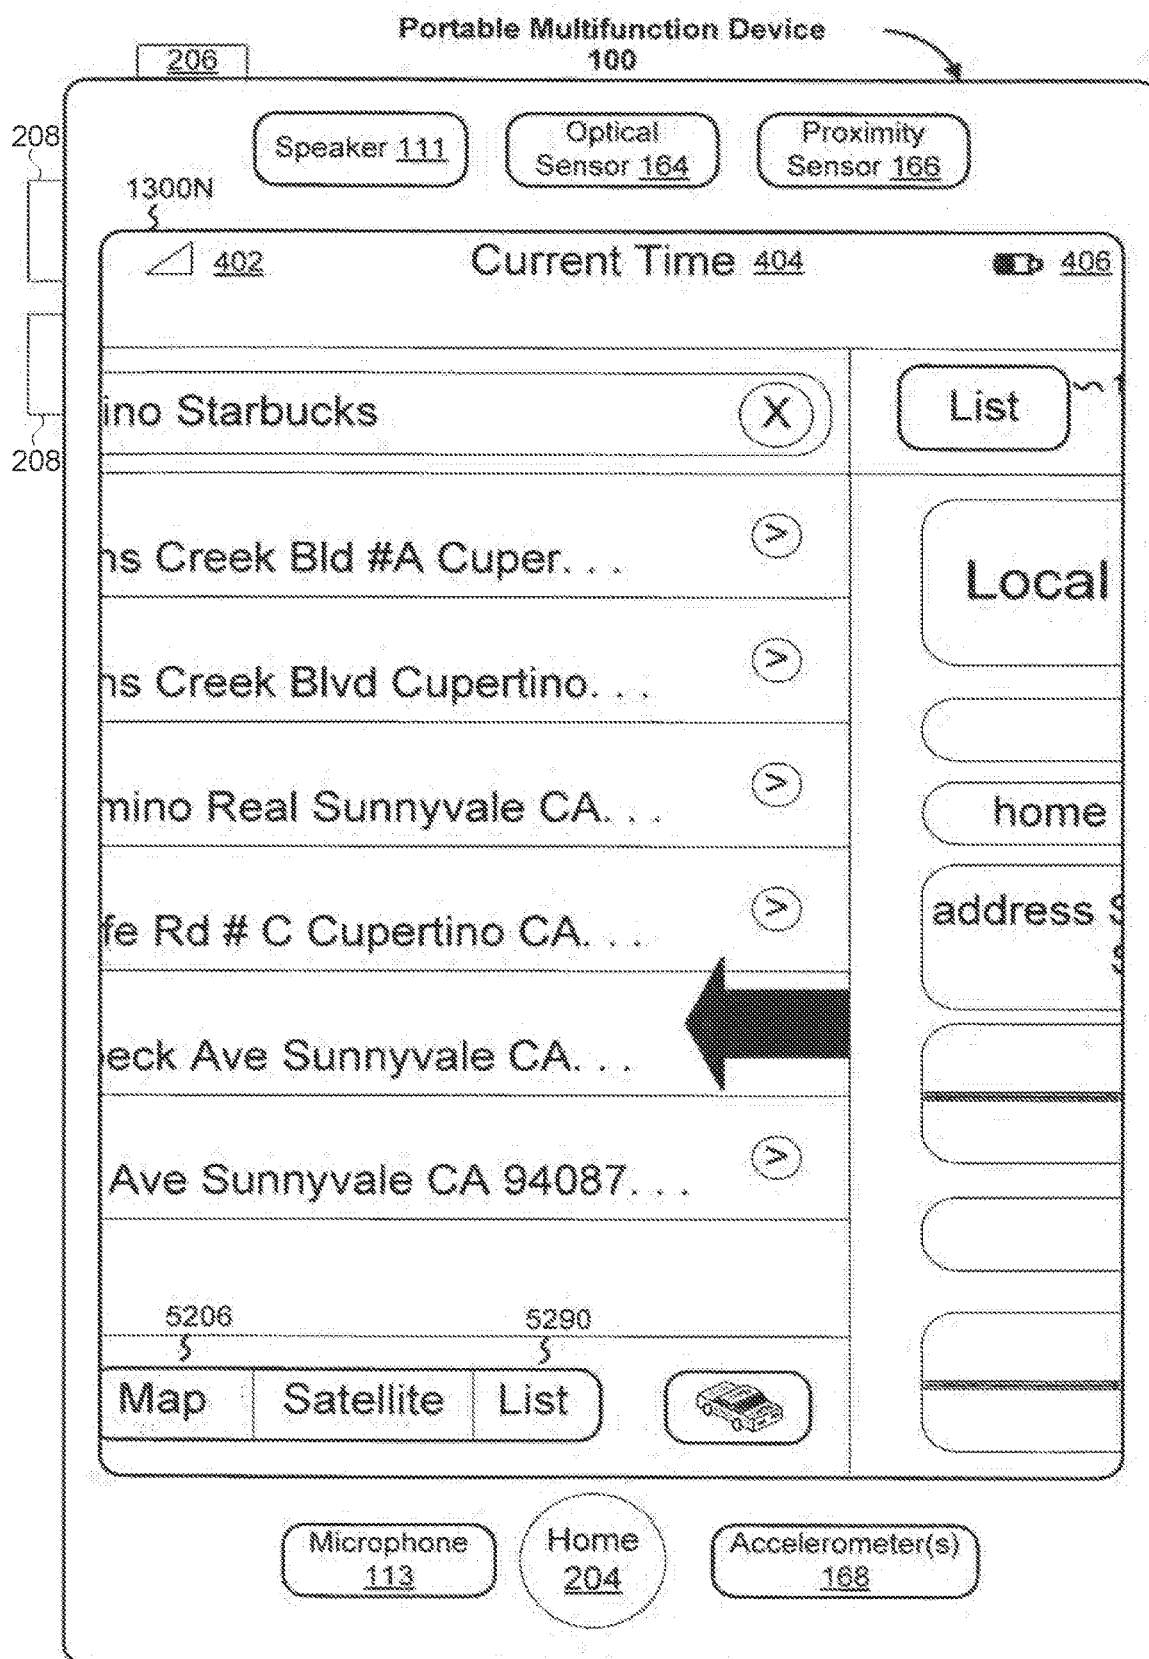 Portable Multifunction Device
100
206
208
Speaker 111
Optical
Sensor 164
Proximity
Sensor 166
1300N
402
Current Time 404
406
ino Starbucks
X
List
1
208
ns Creek Bld #A Cuper. . .
>
Local
ns Creek Blvd Cupertino. . .
>
mino Real Sunnyvale CA. . .
>
home
fe Rd # C Cupertino CA. . .
>
address S
eck Ave Sunnyvale CA. . .
Ave Sunnyvale CA 94087. . .
>
5206
5290
Map
Satellite
List
Microphone
113
Home
204
Accelerometer(s)
168